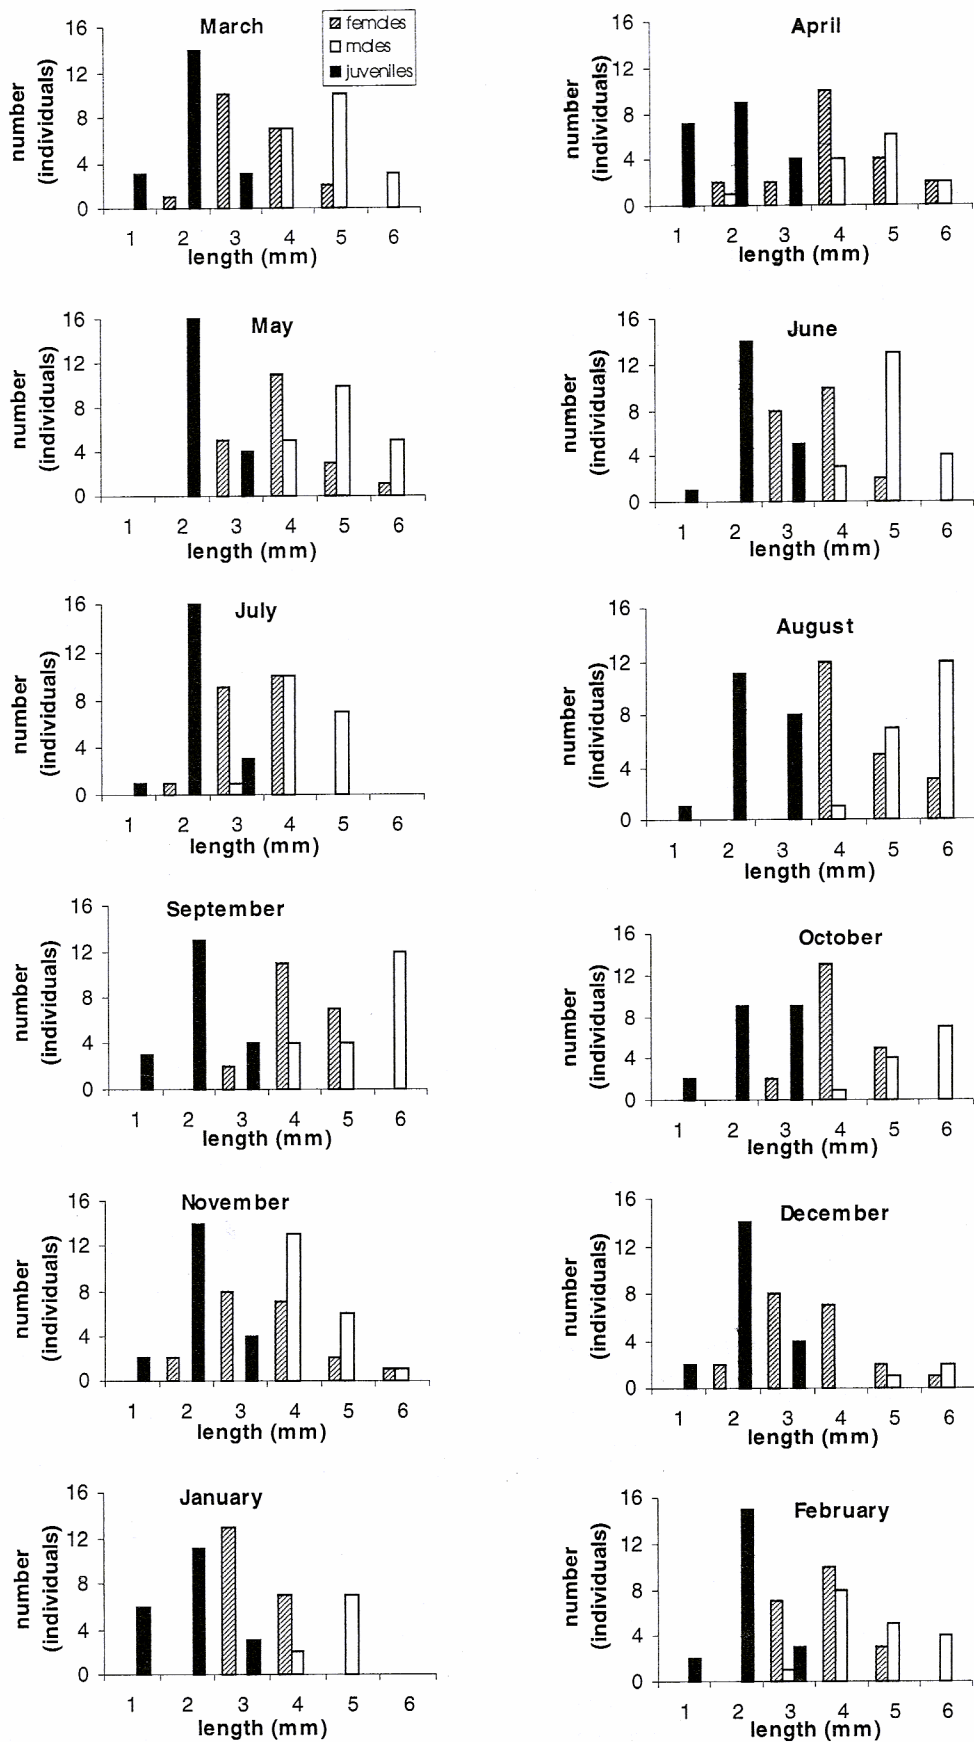 March
femdes
mdes
juveniles
number
(individuals)
16
12
8
4
0
1 2 3 4 5 6
length (mm)
April
number
(individuals)
16
12
8
4
0
1 2 3 4 5 6
length (mm)
May
number
(individuals)
16
12
8
4
0
1 2 3 4 5 6
length (mm)
June
number
(individuals)
16
12
8
4
0
1 2 3 4 5 6
length (mm)
July
number
(individuals)
16
12
8
4
0
1 2 3 4 5 6
length (mm)
August
number
(individuals)
16
12
8
4
0
1 2 3 4 5 6
length (mm)
September
number
(individuals)
16
12
8
4
0
1 2 3 4 5 6
length (mm)
October
number
(individuals)
16
12
8
4
0
1 2 3 4 5 6
length (mm)
November
number
(individuals)
16
12
8
4
0
1 2 3 4 5 6
length (mm)
December
number
(individuals)
16
12
8
4
0
1 2 3 4 5 6
length (mm)
January
number
(individuals)
16
12
8
4
0
1 2 3 4 5 6
length (mm)
February
number
(individuals)
16
12
8
4
0
1 2 3 4 5 6
length (mm)